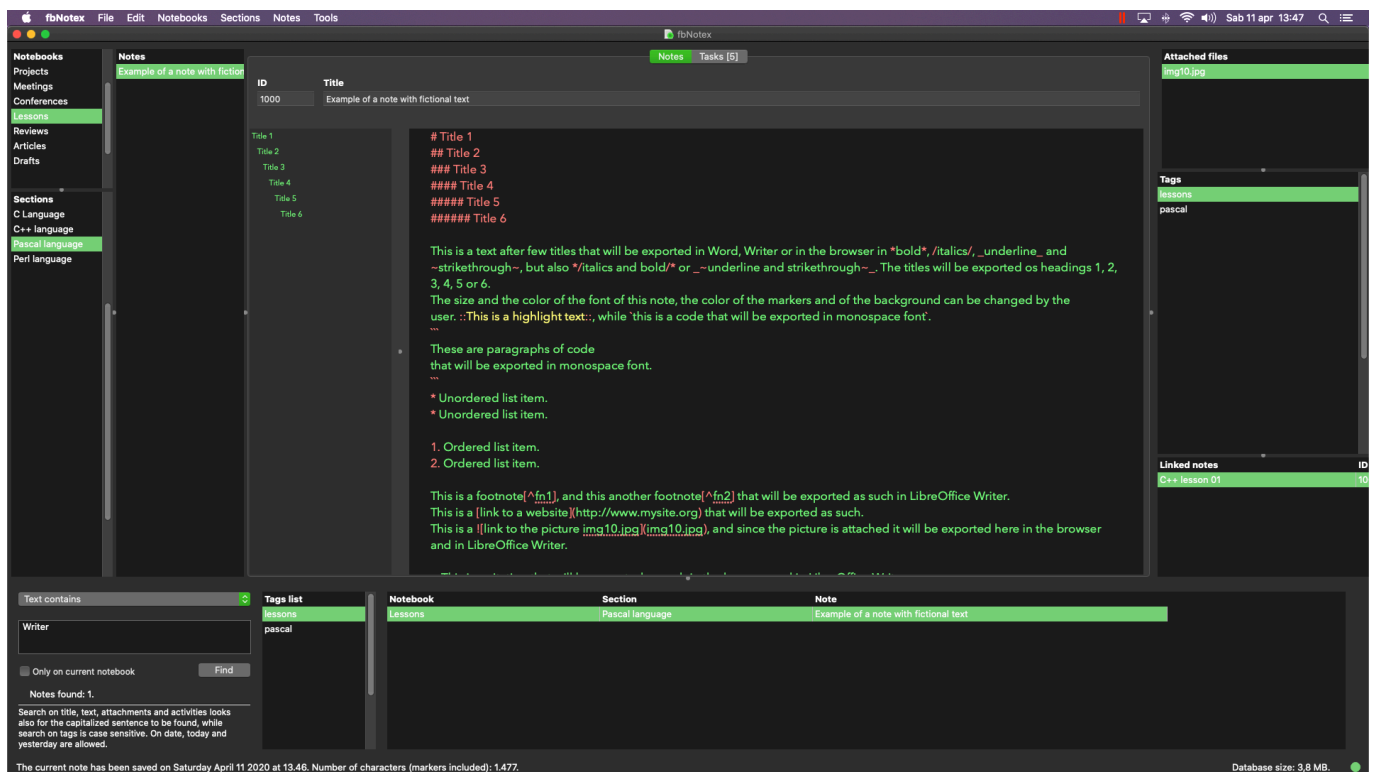 fbNotex File Edit Notebooks Sections Notes Tools Sab 11 apr 13:47
fbNotex
Notebooks
Projects
Meetings
Conferences
Lessons
Reviews
Articles
Drafts
Sections
C Language
C++ language
Pascal language
Perl language
Notes
Example of a note with fiction
Notes Tasks [5]
ID Title
1000 Example of a note with fictional text
Title 1
Title 2
Title 3
Title 4
Title 5
Title 6
# Title 1
## Title 2
### Title 3
#### Title 4
##### Title 5
###### Title 6
This is a text after few titles that will be exported in Word, Writer or in the browser in *bold*, /italics/, _underline_ and
~strikethrough~, but also */italics and bold/* or _~underline and strikethrough~_. The titles will be exported os headings 1, 2,
3, 4, 5 or 6.
The size and the color of the font of this note, the color of the markers and of the background can be changed by the
user. ::This is a highlight text::, while `this is a code that will be exported in monospace font`.
```
These are paragraphs of code
that will be exported in monospace font.
```
* Unordered list item.
* Unordered list item.
1. Ordered list item.
2. Ordered list item.
This is a footnote[^fn1], and this another footnote[^fn2] that will be exported as such in LibreOffice Writer.
This is a [link to a website](http://www.mysite.org) that will be exported as such.
This is a ![link to the picture img10.jpg](img10.jpg), and since the picture is attached it will be exported here in the browser
and in LibreOffice Writer.
Attached files
img10.jpg
Tags
lessons
pascal
Linked notes ID
C++ lesson 01 10
Text contains
Writer
Only on current notebook Find
Notes found: 1.
Search on title, text, attachments and activities looks
also for the capitalized sentence to be found, while
search on tags is case sensitive. On date, today and
yesterday are allowed.
Tags list
lessons
pascal
Notebook Section Note
Lessons Pascal language Example of a note with fictional text
The current note has been saved on Saturday April 11 2020 at 13.46. Number of characters (markers included): 1.477. Database size: 3,8 MB.